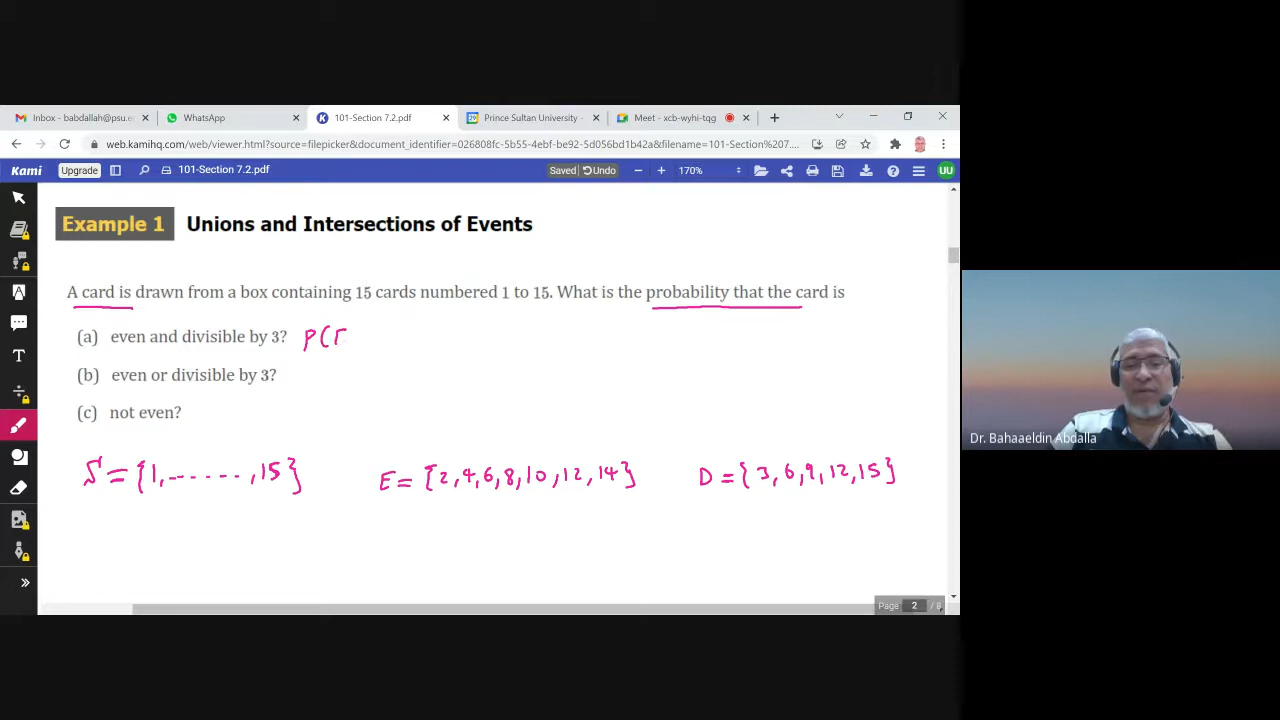 Inbox - babdallah@psu.e
WhatsApp
101-Section 7.2.pdf
Prince Sultan University -
Meet - xcb-wyhi-tqg
web.kamihq.com/web/viewer.html?source=filepicker&document_identifier=026808fc-5b55-4ebf-be92-5d056bd1b42a&filename=101-Section%207...
Kami
Upgrade
101-Section 7.2.pdf
Saved
Undo
170%
UU
Example 1
Unions and Intersections of Events
A card is drawn from a box containing 15 cards numbered 1 to 15. What is the probability that the card is
(a) even and divisible by 3? P(
(b) even or divisible by 3?
(c) not even?
S = {1, ......, 15} E = {2, 4, 6, 8, 10, 12, 14} D = {3, 6, 9, 12, 15}
Page 2 / 8
Dr. Bahaaeldin Abdalla